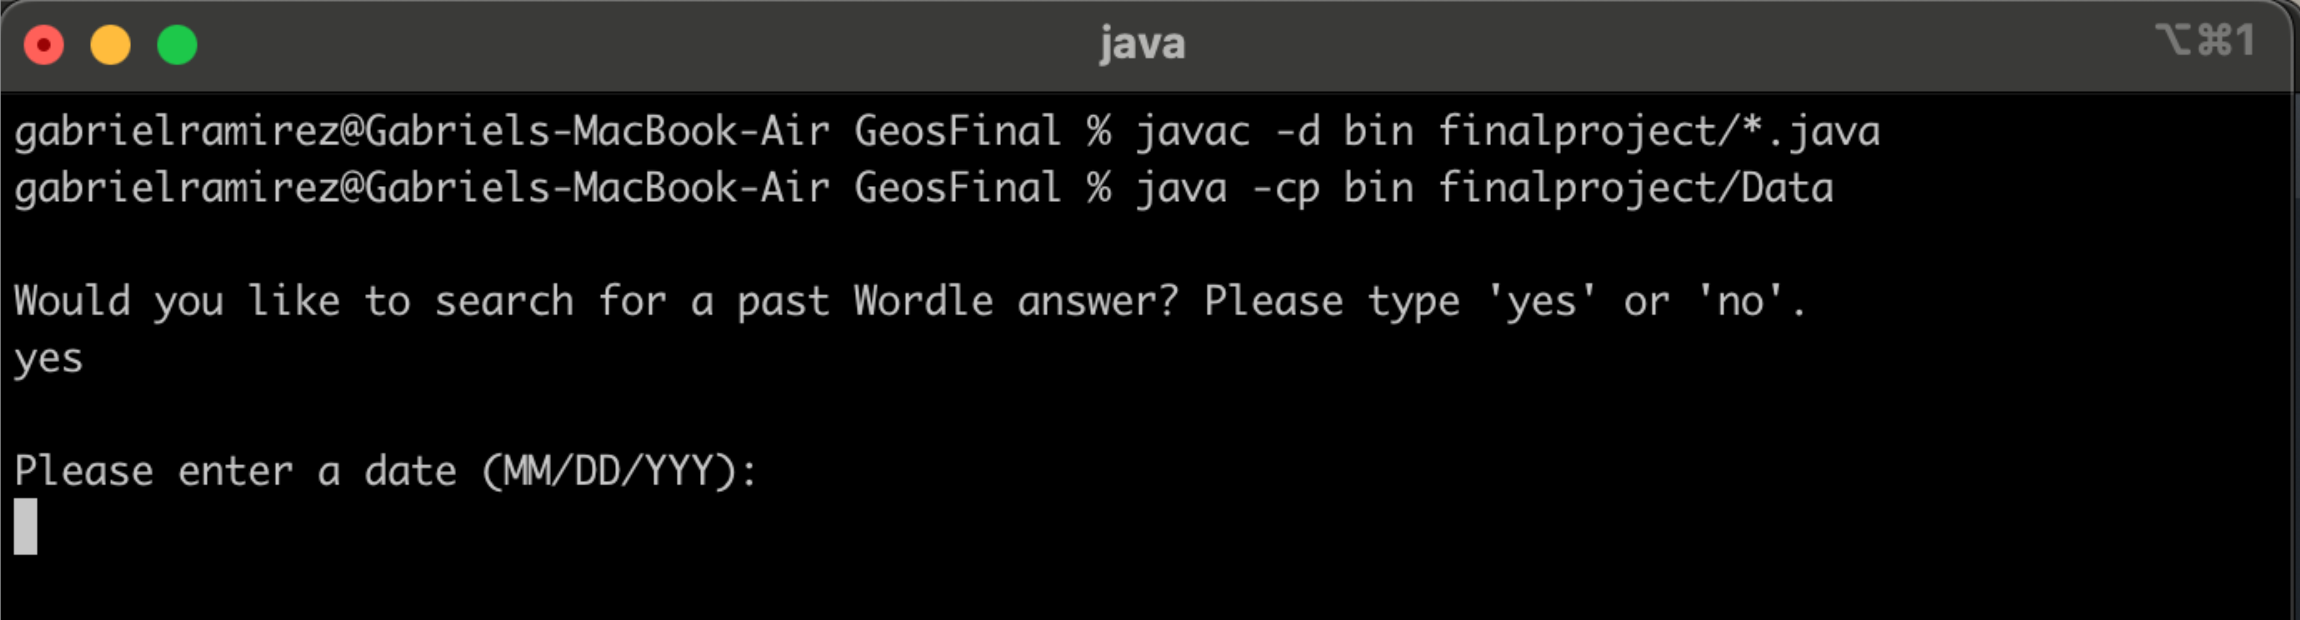 java
⌥⌘1
gabrielramirez@Gabriels-MacBook-Air GeosFinal % javac -d bin finalproject/*.java
gabrielramirez@Gabriels-MacBook-Air GeosFinal % java -cp bin finalproject/Data
Would you like to search for a past Wordle answer? Please type 'yes' or 'no'.
yes
Please enter a date (MM/DD/YYY):